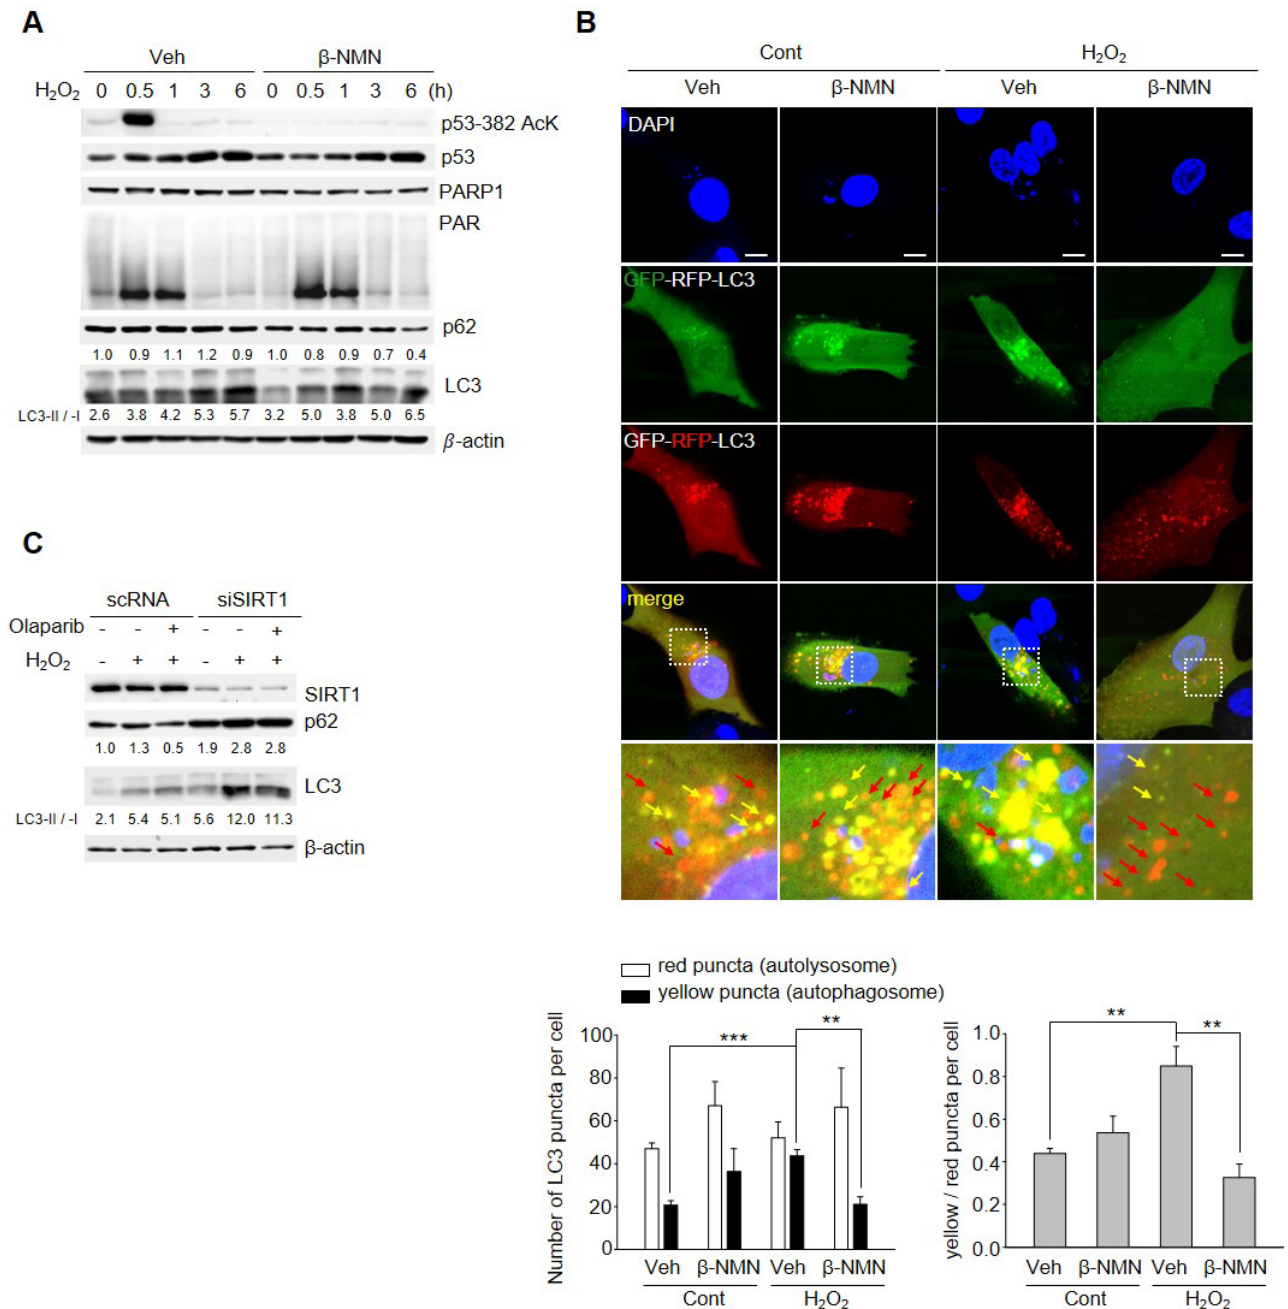 A
Veh β-NMN
H₂O₂ 0 0.5 1 3 6 0 0.5 1 3 6 (h)
p53-382 AcK
p53
PARP1
PAR
p62
1.0 0.9 1.1 1.2 0.9 1.0 0.8 0.9 0.7 0.4
LC3
LC3-II / -I 2.6 3.8 4.2 5.3 5.7 3.2 5.0 3.8 5.0 6.5
β-actin
B
Cont H₂O₂
Veh β-NMN Veh β-NMN
DAPI
GFP-RFP-LC3
GFP-RFP-LC3
merge
red puncta (autolysosome)
yellow puncta (autophagosome)
Number of LC3 puncta per cell
100
80
60
40
20
0
*** **
Veh β-NMN Veh β-NMN
Cont H₂O₂
yellow / red puncta per cell
1.0
0.8
0.6
0.4
0.2
0.0
** **
Veh β-NMN Veh β-NMN
Cont H₂O₂
C
scRNA siSIRT1
Olaparib - - + - - +
H₂O₂ - + + - + +
SIRT1
p62
1.0 1.3 0.5 1.9 2.8 2.8
LC3
LC3-II / -I 2.1 5.4 5.1 5.6 12.0 11.3
β-actin